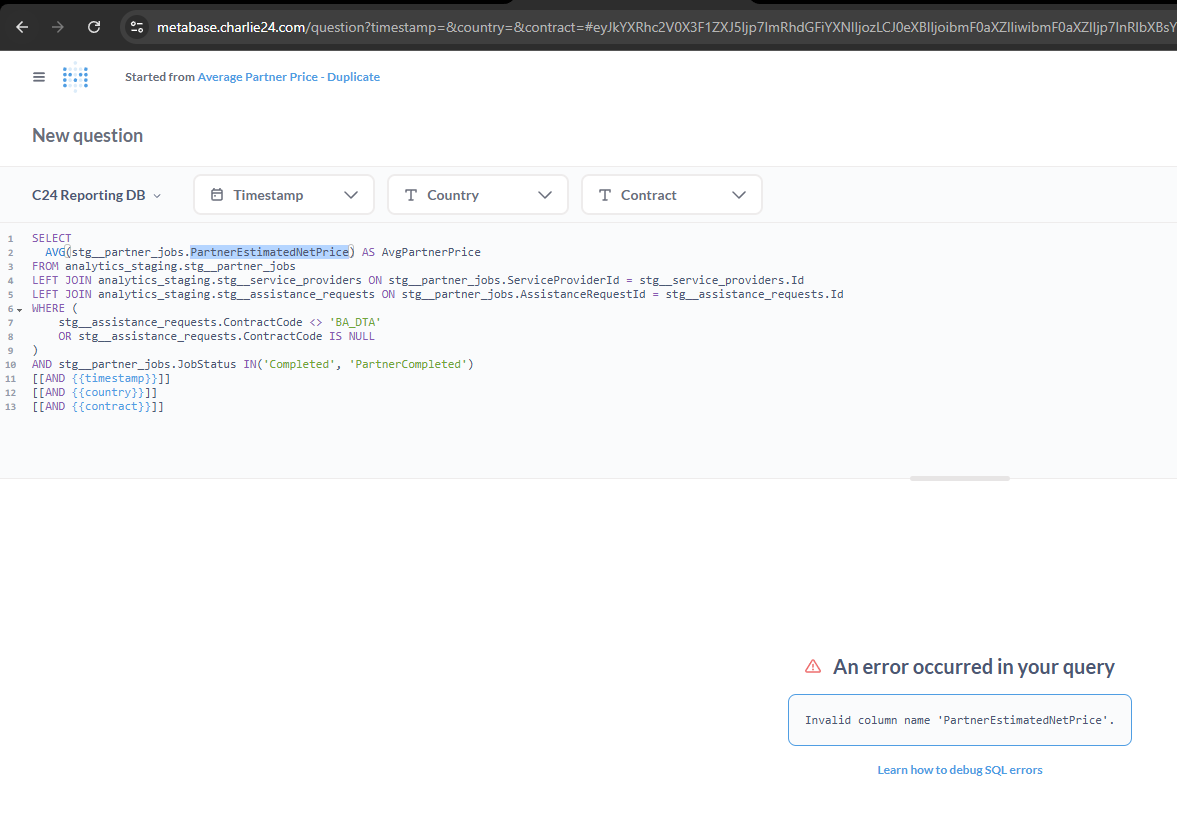 metabase.charlie24.com/question?timestamp=&country=&contract=#eyJkYXRhc2V0X3F1ZXJ5Ijp7ImRhdGFiYXNlIjozLCJ0eXBlIjoibmF0aXZlIiwibmF0aXZlIjp7InRlbXBsY
Started from Average Partner Price - Duplicate
New question
C24 Reporting DB
Timestamp
Country
Contract
1 SELECT
2 AVG(stg__partner_jobs.PartnerEstimatedNetPrice) AS AvgPartnerPrice
3 FROM analytics_staging.stg__partner_jobs
4 LEFT JOIN analytics_staging.stg__service_providers ON stg__partner_jobs.ServiceProviderId = stg__service_providers.Id
5 LEFT JOIN analytics_staging.stg__assistance_requests ON stg__partner_jobs.AssistanceRequestId = stg__assistance_requests.Id
6 WHERE (
7 stg__assistance_requests.ContractCode <> 'BA_DTA'
8 OR stg__assistance_requests.ContractCode IS NULL
9 )
10 AND stg__partner_jobs.JobStatus IN('Completed', 'PartnerCompleted')
11 [[AND {{timestamp}}]]
12 [[AND {{country}}]]
13 [[AND {{contract}}]]
An error occurred in your query
Invalid column name 'PartnerEstimatedNetPrice'.
Learn how to debug SQL errors